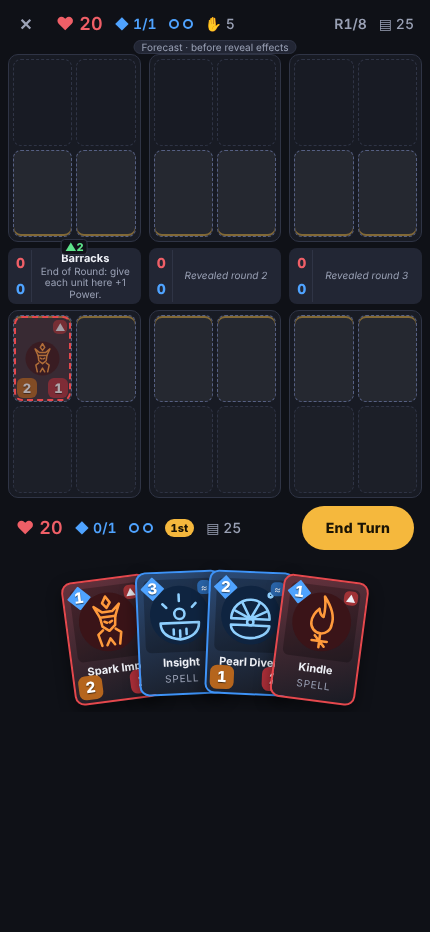 ✕ 20 1/1 5 R1/8 25
Forecast · before reveal effects
2
0
0
Barracks
End of Round: give
each unit here +1
Power.
0
0
Revealed round 2
0
0
Revealed round 3
2 1
20 0/1 1st 25
End Turn
1
Spark Imp
2
3
Insight
SPELL
2
Pearl Dive
1
1
Kindle
SPELL